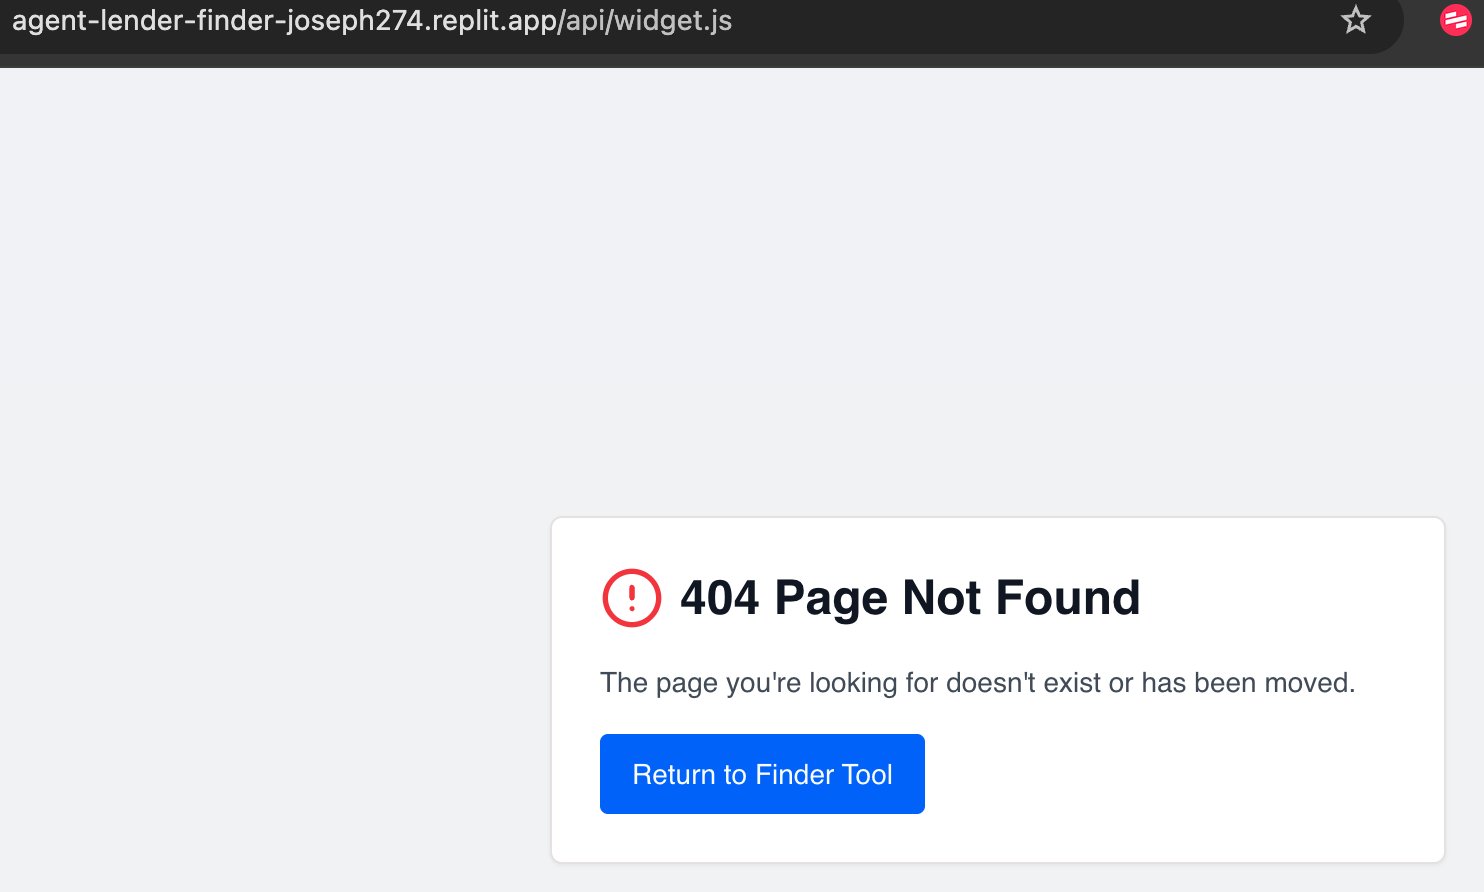 agent-lender-finder-joseph274.replit.app/api/widget.js
404 Page Not Found
The page you're looking for doesn't exist or has been moved.
Return to Finder Tool